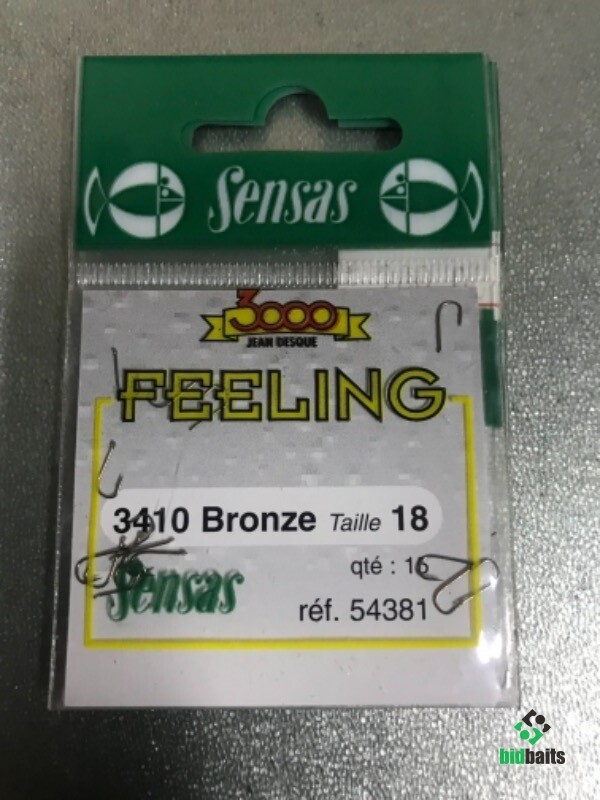 Sensas
3000
JEAN DESQUE
FEELING
3410 Bronze Taille 18
Sensas
qté : 15
réf. 54381
bidbaits